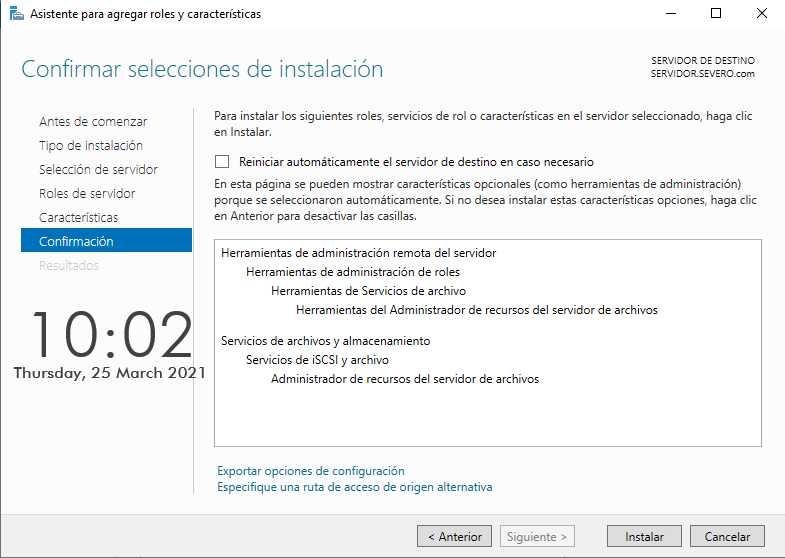 Asistente para agregar roles y características
Confirmar selecciones de instalación
SERVIDOR DE DESTINO
SERVIDOR.SEVERO.com
Antes de comenzar
Tipo de instalación
Selección de servidor
Roles de servidor
Características
Confirmación
Resultados
10:02
Thursday, 25 March 2021
Para instalar los siguientes roles, servicios de rol o características en el servidor seleccionado, haga clic
en Instalar.
Reiniciar automáticamente el servidor de destino en caso necesario
En esta página se pueden mostrar características opcionales (como herramientas de administración)
porque se seleccionaron automáticamente. Si no desea instalar estas características opciones, haga clic
en Anterior para desactivar las casillas.
Herramientas de administración remota del servidor
Herramientas de administración de roles
Herramientas de Servicios de archivo
Herramientas del Administrador de recursos del servidor de archivos
Servicios de archivos y almacenamiento
Servicios de iSCSI y archivo
Administrador de recursos del servidor de archivos
Exportar opciones de configuración
Especifique una ruta de acceso de origen alternativa
< Anterior
Siguiente >
Instalar
Cancelar